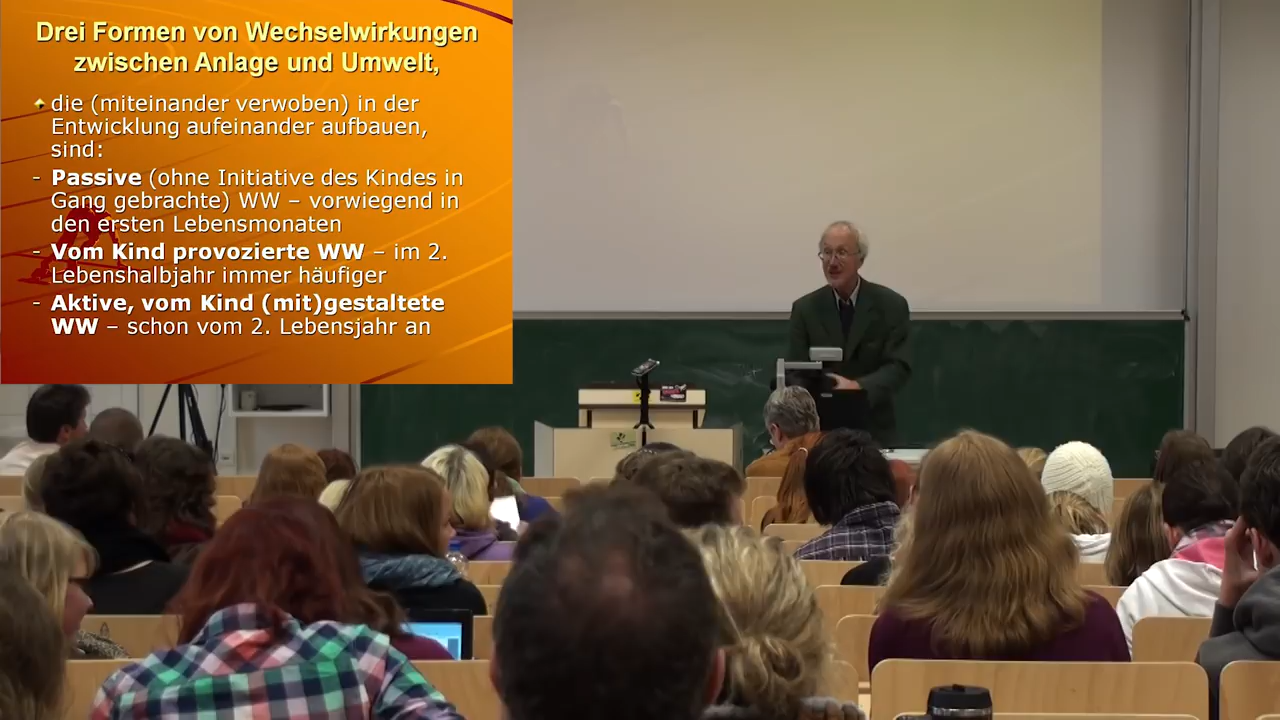 Drei Formen von Wechselwirkungen
zwischen Anlage und Umwelt,
die (miteinander verwoben) in der
Entwicklung aufeinander aufbauen,
sind:
- Passive (ohne Initiative des Kindes in
Gang gebrachte) WW – vorwiegend in
den ersten Lebensmonaten
- Vom Kind provozierte WW – im 2.
Lebenshalbjahr immer häufiger
- Aktive, vom Kind (mit)gestaltete
WW – schon vom 2. Lebensjahr an